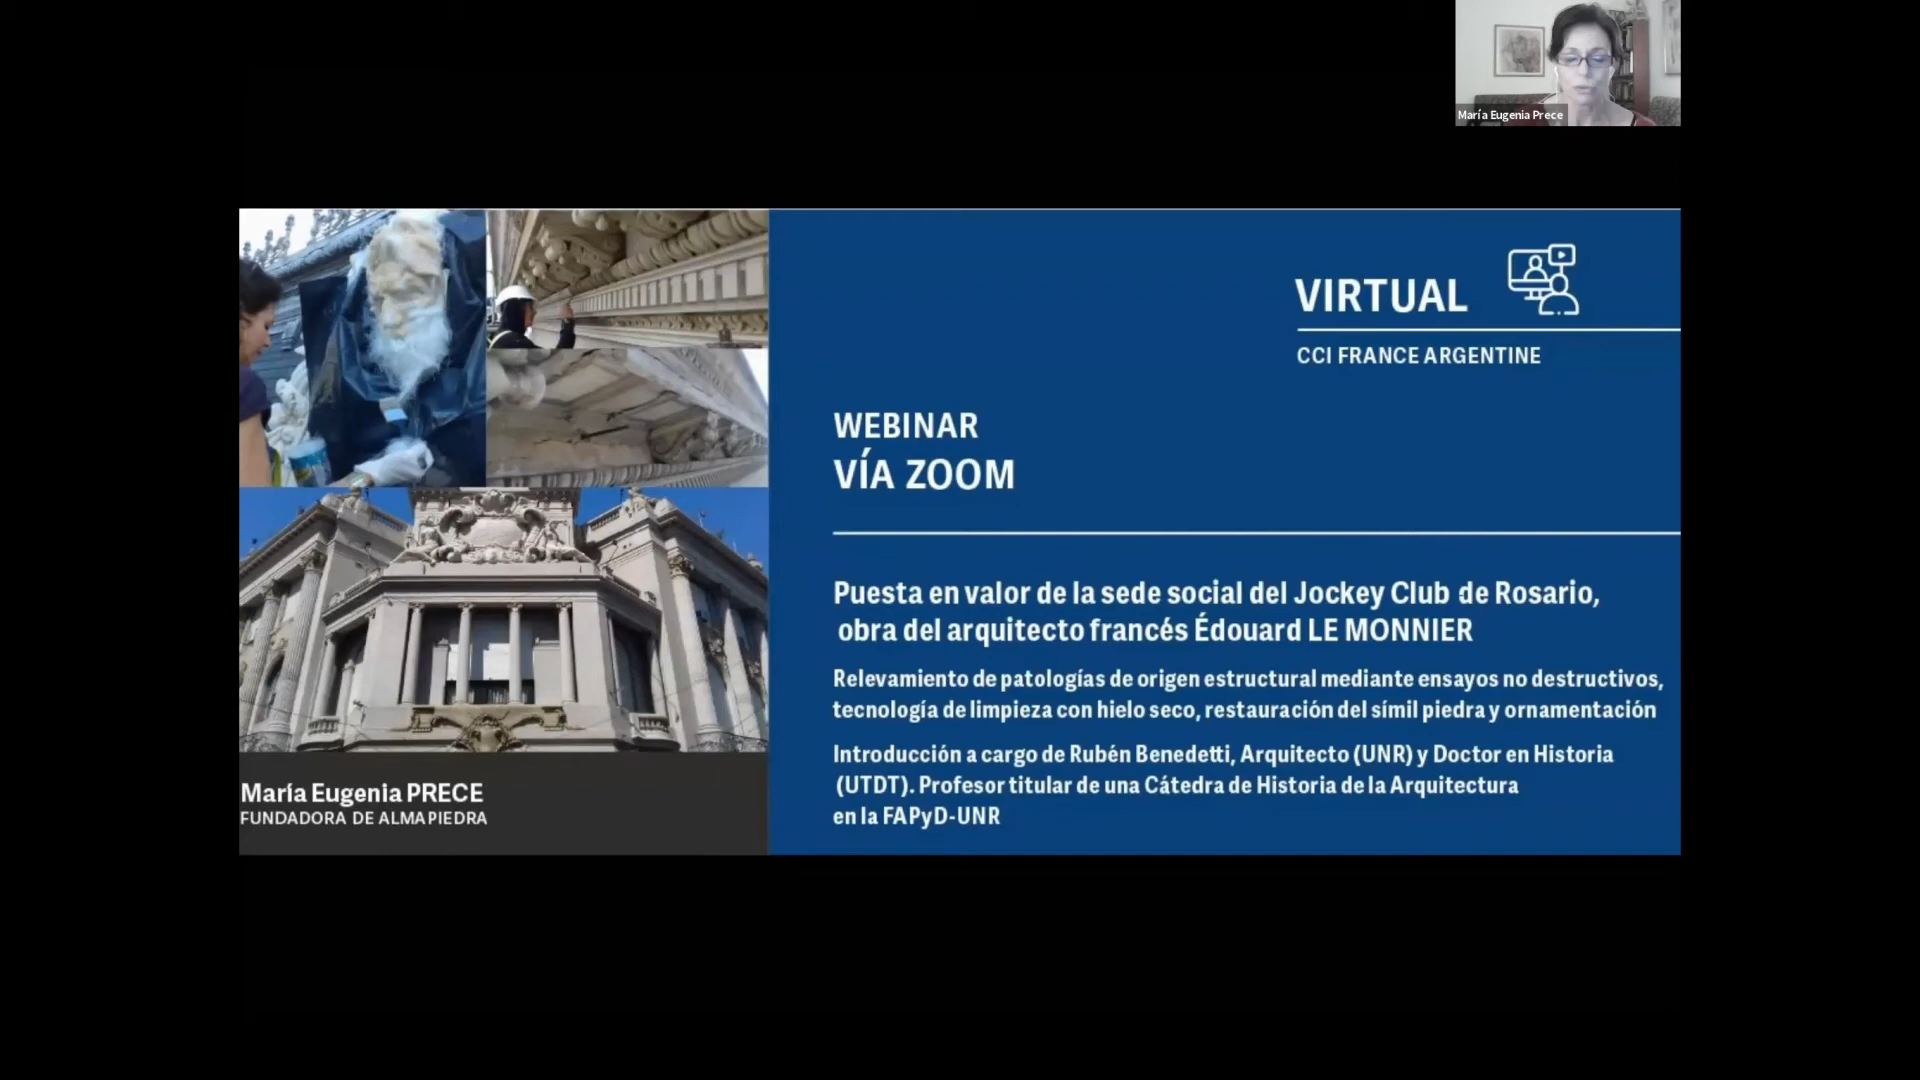 María Eugenia Prece
VIRTUAL
CCI FRANCE ARGENTINE
WEBINAR
VÍA ZOOM
Puesta en valor de la sede social del Jockey Club de Rosario,
obra del arquitecto francés Édouard LE MONNIER
Relevamiento de patologías de origen estructural mediante ensayos no destructivos,
tecnología de limpieza con hielo seco, restauración del símil piedra y ornamentación
Introducción a cargo de Rubén Benedetti, Arquitecto (UNR) y Doctor en Historia
(UTDT). Profesor titular de una Cátedra de Historia de la Arquitectura
en la FAPyD-UNR
María Eugenia PRECE
FUNDADORA DE ALMAPIEDRA